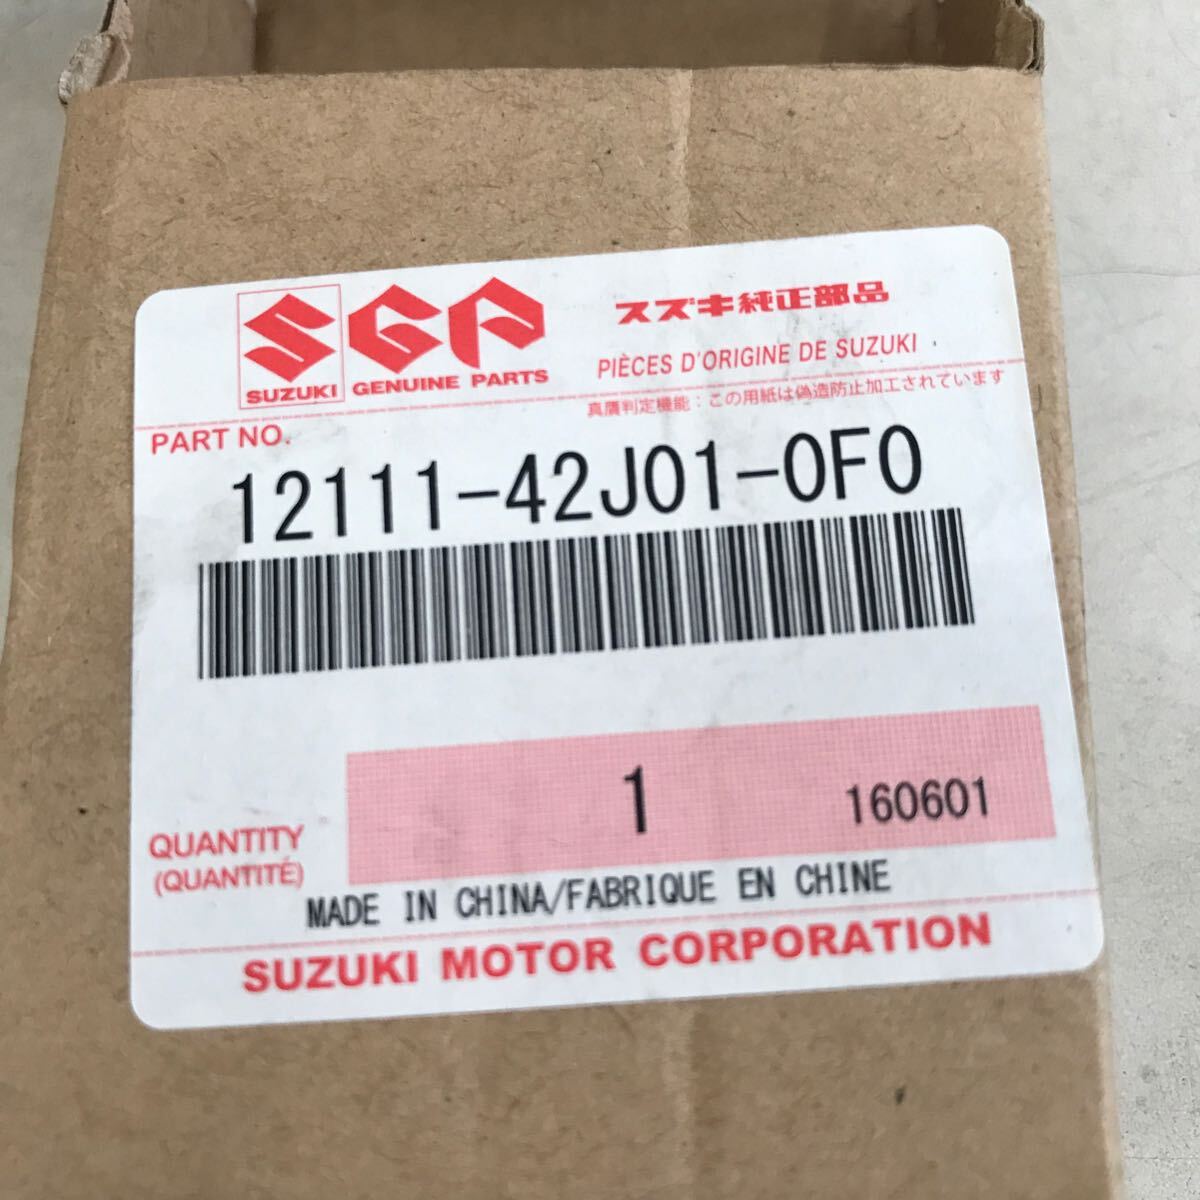 SGP
スズキ純正部品
SUZUKI GENUINE PARTS
PIÈCES D'ORIGINE DE SUZUKI
真贋判定機能：この用紙は偽造防止加工されています
PART NO.
12111-42J01-0F0
1
160601
QUANTITY
(QUANTITÉ)
MADE IN CHINA/FABRIQUE EN CHINE
SUZUKI MOTOR CORPORATION